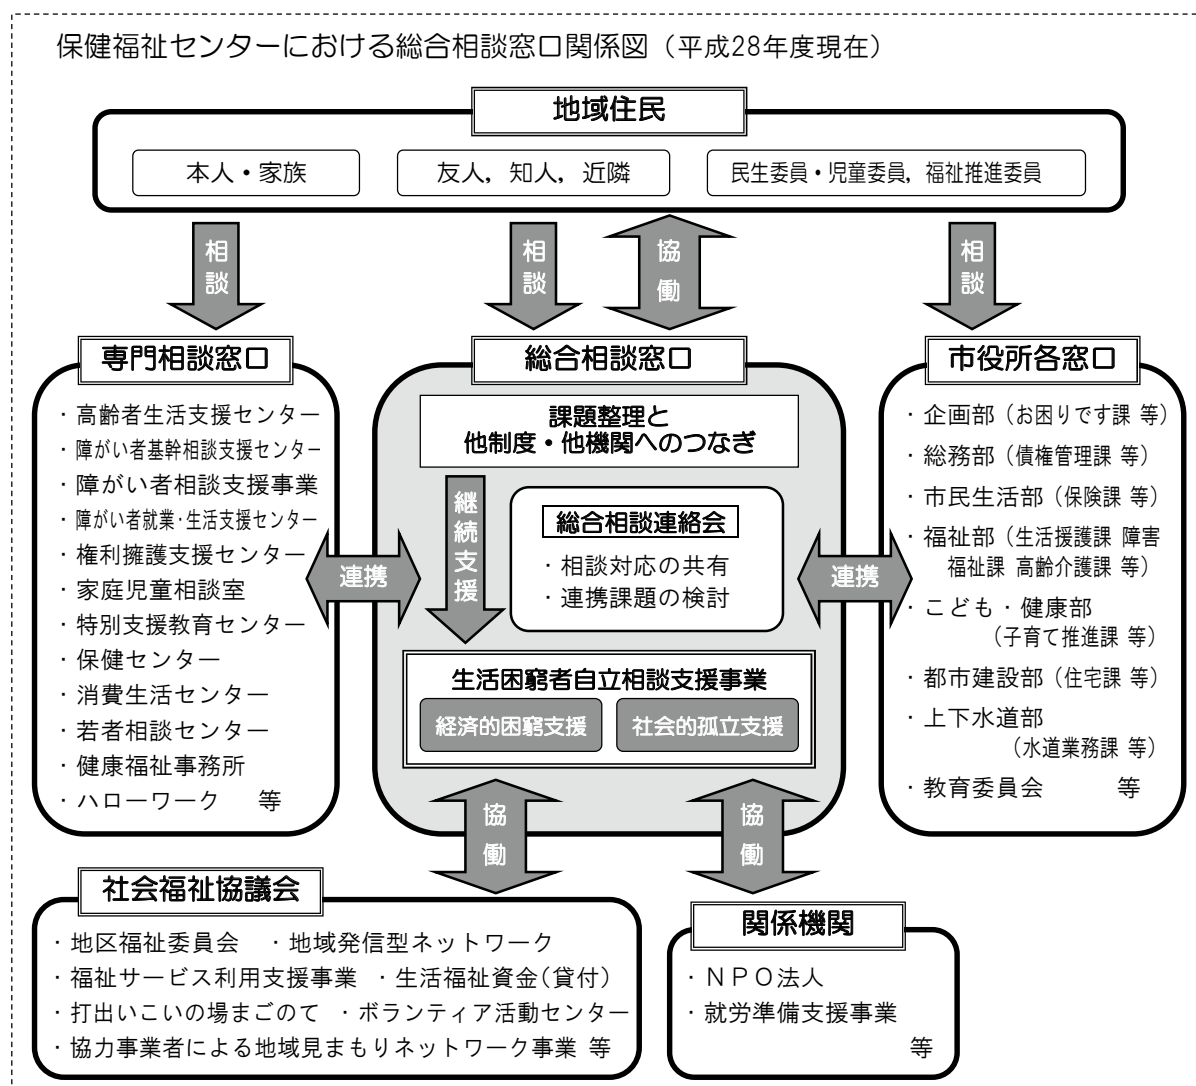 保健福祉センターにおける総合相談窓口関係図（平成28年度現在）
地域住民
本人・家族
友人，知人，近隣
民生委員・児童委員，福祉推進委員
相談
相談
協働
相談
専門相談窓口
・高齢者生活支援センター
・障がい者基幹相談支援センター
・障がい者相談支援事業
・障がい者就業・生活支援センター
・権利擁護支援センター
・家庭児童相談室
・特別支援教育センター
・保健センター
・消費生活センター
・若者相談センター
・健康福祉事務所
・ハローワーク　等
連携
総合相談窓口
課題整理と
他制度・他機関へのつなぎ
継続支援
総合相談連絡会
・相談対応の共有
・連携課題の検討
生活困窮者自立相談支援事業
経済的困窮支援
社会的孤立支援
連携
市役所各窓口
・企画部（お困りです課 等）
・総務部（債権管理課 等）
・市民生活部（保険課 等）
・福祉部（生活援護課 障害
福祉課 高齢介護課 等）
・こども・健康部
（子育て推進課 等）
・都市建設部（住宅課 等）
・上下水道部
（水道業務課 等）
・教育委員会　　　等
協働
協働
社会福祉協議会
・地区福祉委員会　・地域発信型ネットワーク
・福祉サービス利用支援事業　・生活福祉資金（貸付）
・打出いこいの場まごのて　・ボランティア活動センター
・協力事業者による地域見まもりネットワーク事業 等
関係機関
・ＮＰＯ法人
・就労準備支援事業
等